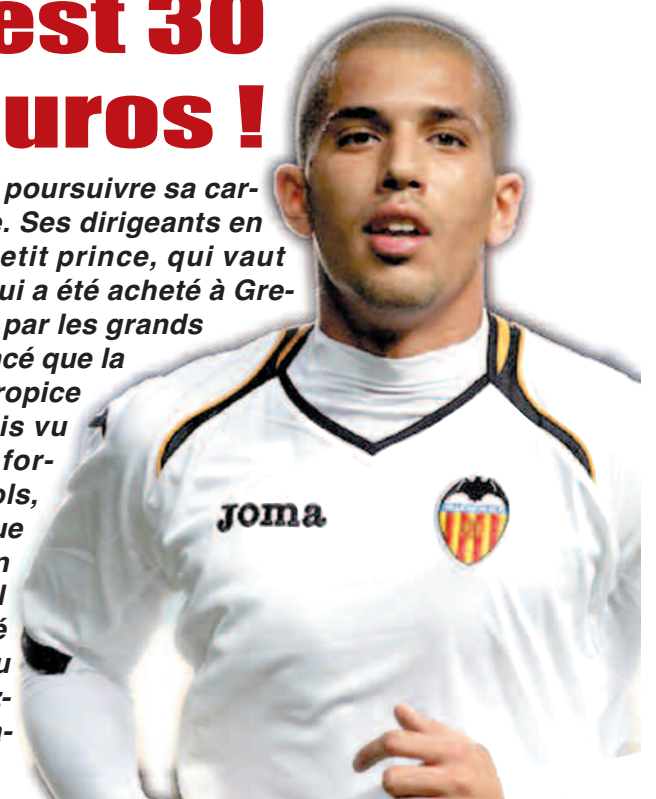 est 30
uros !
poursuivre sa car-
e. Ses dirigeants en
etit prince, qui vaut
ui a été acheté à Gre-
par les grands
cé que la
ropice
is vu
for-
ols,
ue
n
l
é
u
z-
a-
joma